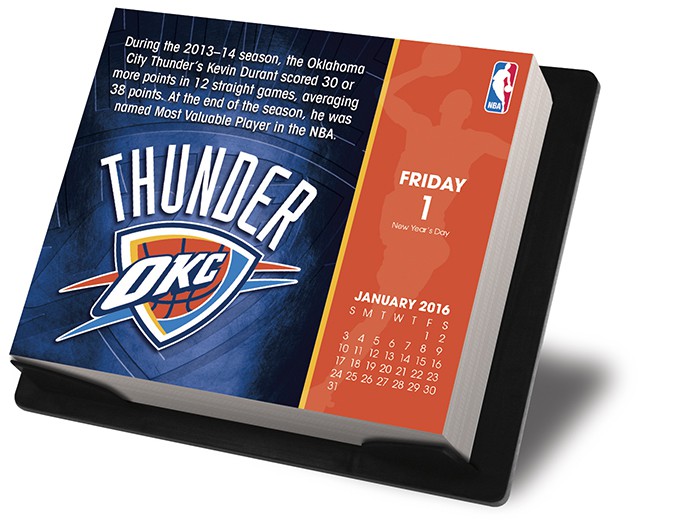 During the 2013–14 season, the Oklahoma
City Thunder's Kevin Durant scored 30 or
more points in 12 straight games, averaging
38 points. At the end of the season, he was
named Most Valuable Player in the NBA.
THUNDER
OKC
NBA
FRIDAY
1
New Year's Day
JANUARY 2016
S M T W T F S
1 2
3 4 5 6 7 8 9
10 11 12 13 14 15 16
17 18 19 20 21 22 23
24 25 26 27 28 29 30
31